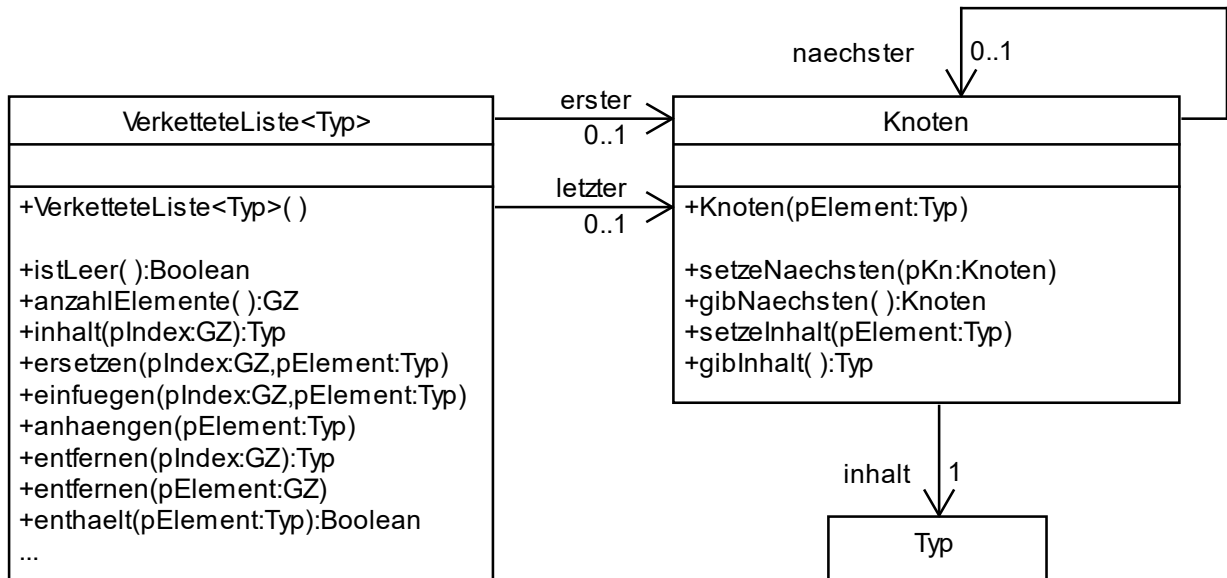 naechster
0..1
VerketteteListe<Typ>
erster
0..1
Knoten
letzter
0..1
+VerketteteListe<Typ>( )
+istLeer( ):Boolean
+anzahlElemente( ):GZ
+inhalt(pIndex:GZ):Typ
+ersetzen(pIndex:GZ,pElement:Typ)
+einfuegen(pIndex:GZ,pElement:Typ)
+anhaengen(pElement:Typ)
+entfernen(pIndex:GZ):Typ
+entfernen(pElement:GZ)
+enthaelt(pElement:Typ):Boolean
...
+Knoten(pElement:Typ)
+setzeNaechsten(pKn:Knoten)
+gibNaechsten( ):Knoten
+setzeInhalt(pElement:Typ)
+gibInhalt( ):Typ
inhalt
1
Typ